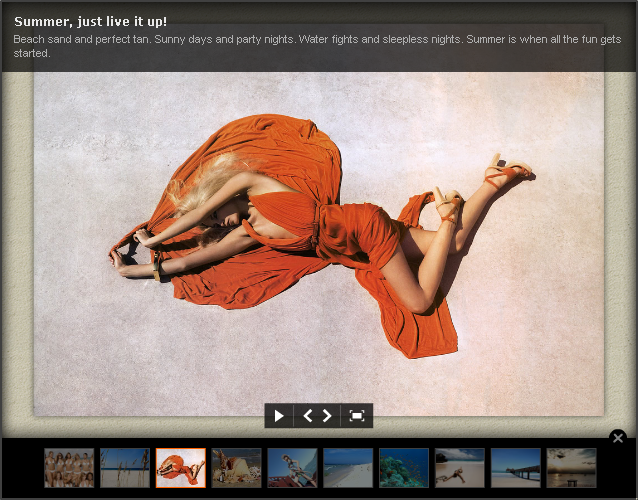 Summer, just live it up!
Beach sand and perfect tan. Sunny days and party nights. Water fights and sleepless nights. Summer is when all the fun gets
started.